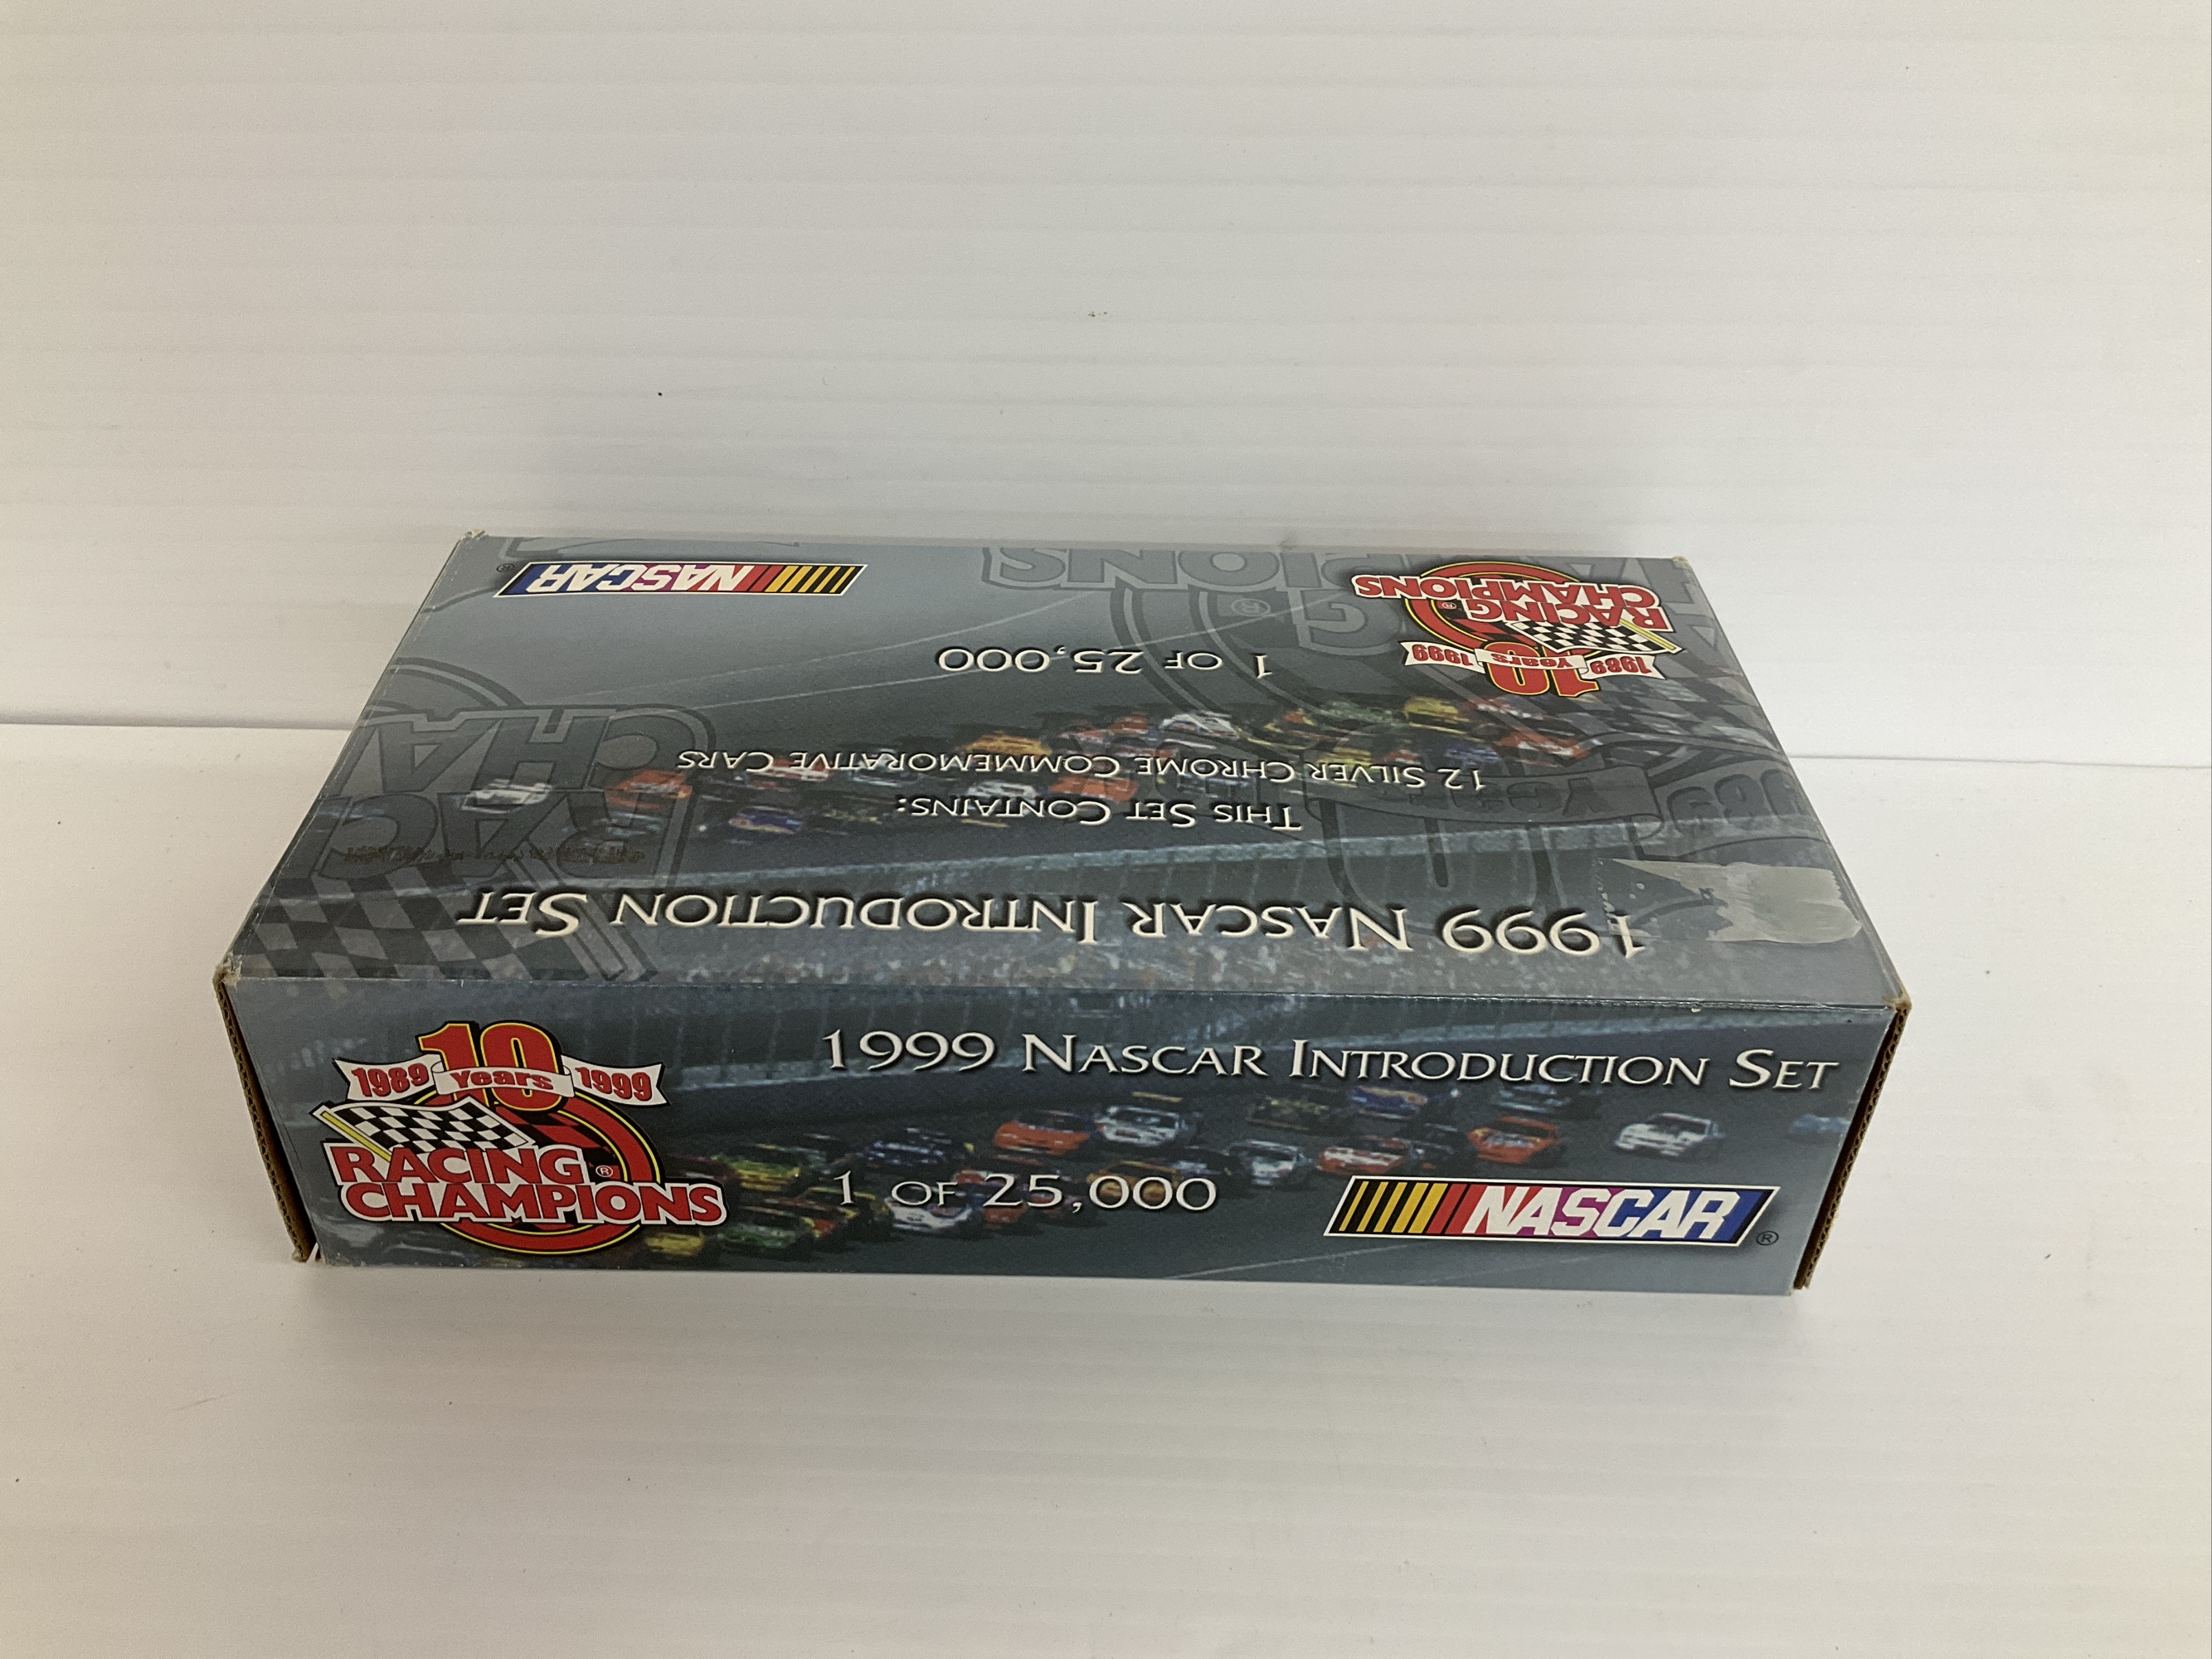 1999 NASCAR INTRODUCTION SET
THIS SET CONTAINS:
12 SILVER CHROME COMMEMORATIVE CARS
1 OF 25,000
10
1989 Years 1999
RACING ®
CHAMPIONS
NASCAR ®
1999 NASCAR INTRODUCTION SET
10
1989 Years 1999
RACING ®
CHAMPIONS
1 OF 25,000
NASCAR ®